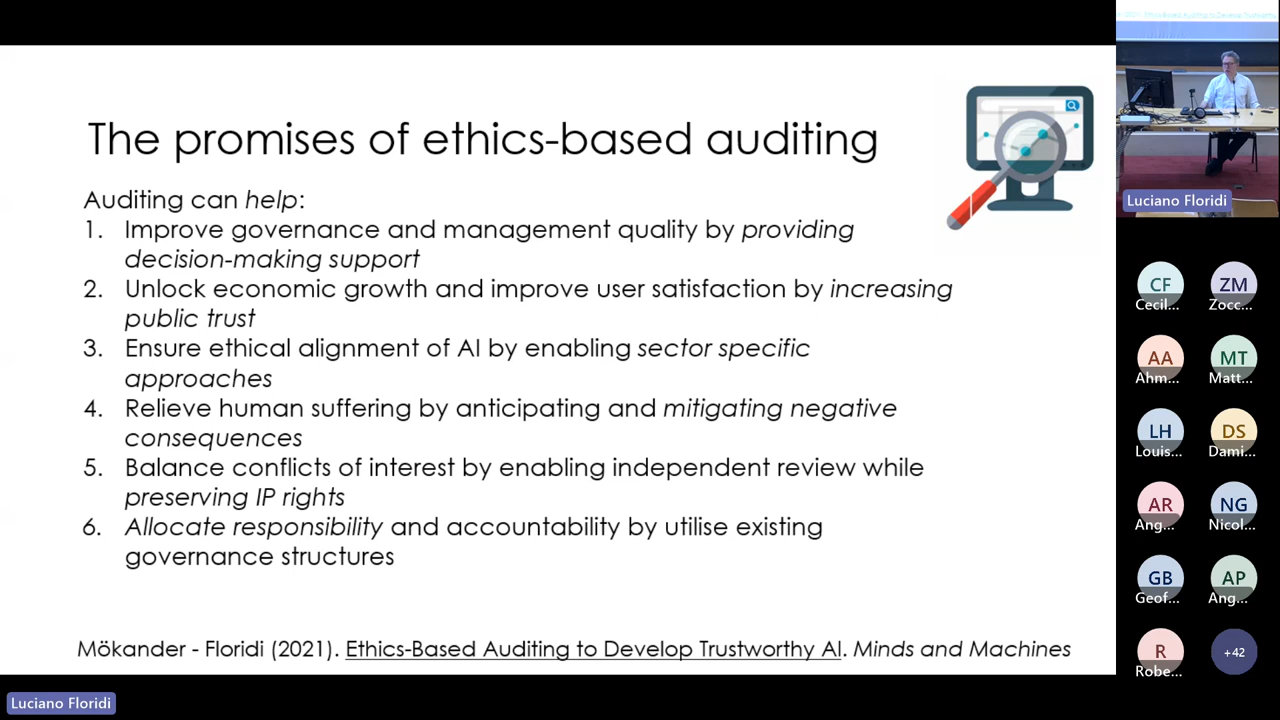 The promises of ethics-based auditing
Auditing can help:
1. Improve governance and management quality by providing
decision-making support
2. Unlock economic growth and improve user satisfaction by increasing
public trust
3. Ensure ethical alignment of AI by enabling sector specific
approaches
4. Relieve human suffering by anticipating and mitigating negative
consequences
5. Balance conflicts of interest by enabling independent review while
preserving IP rights
6. Allocate responsibility and accountability by utilise existing
governance structures
Mökander - Floridi (2021). Ethics-Based Auditing to Develop Trustworthy AI. Minds and Machines
Luciano Floridi
Luciano Floridi
CF ZM
Cecil... Zocc...
AA MT
Ahm... Matt...
LH DS
Louis... Dami...
AR NG
Ang... Nicol...
GB AP
Geof... Ang...
R +42
Robe...